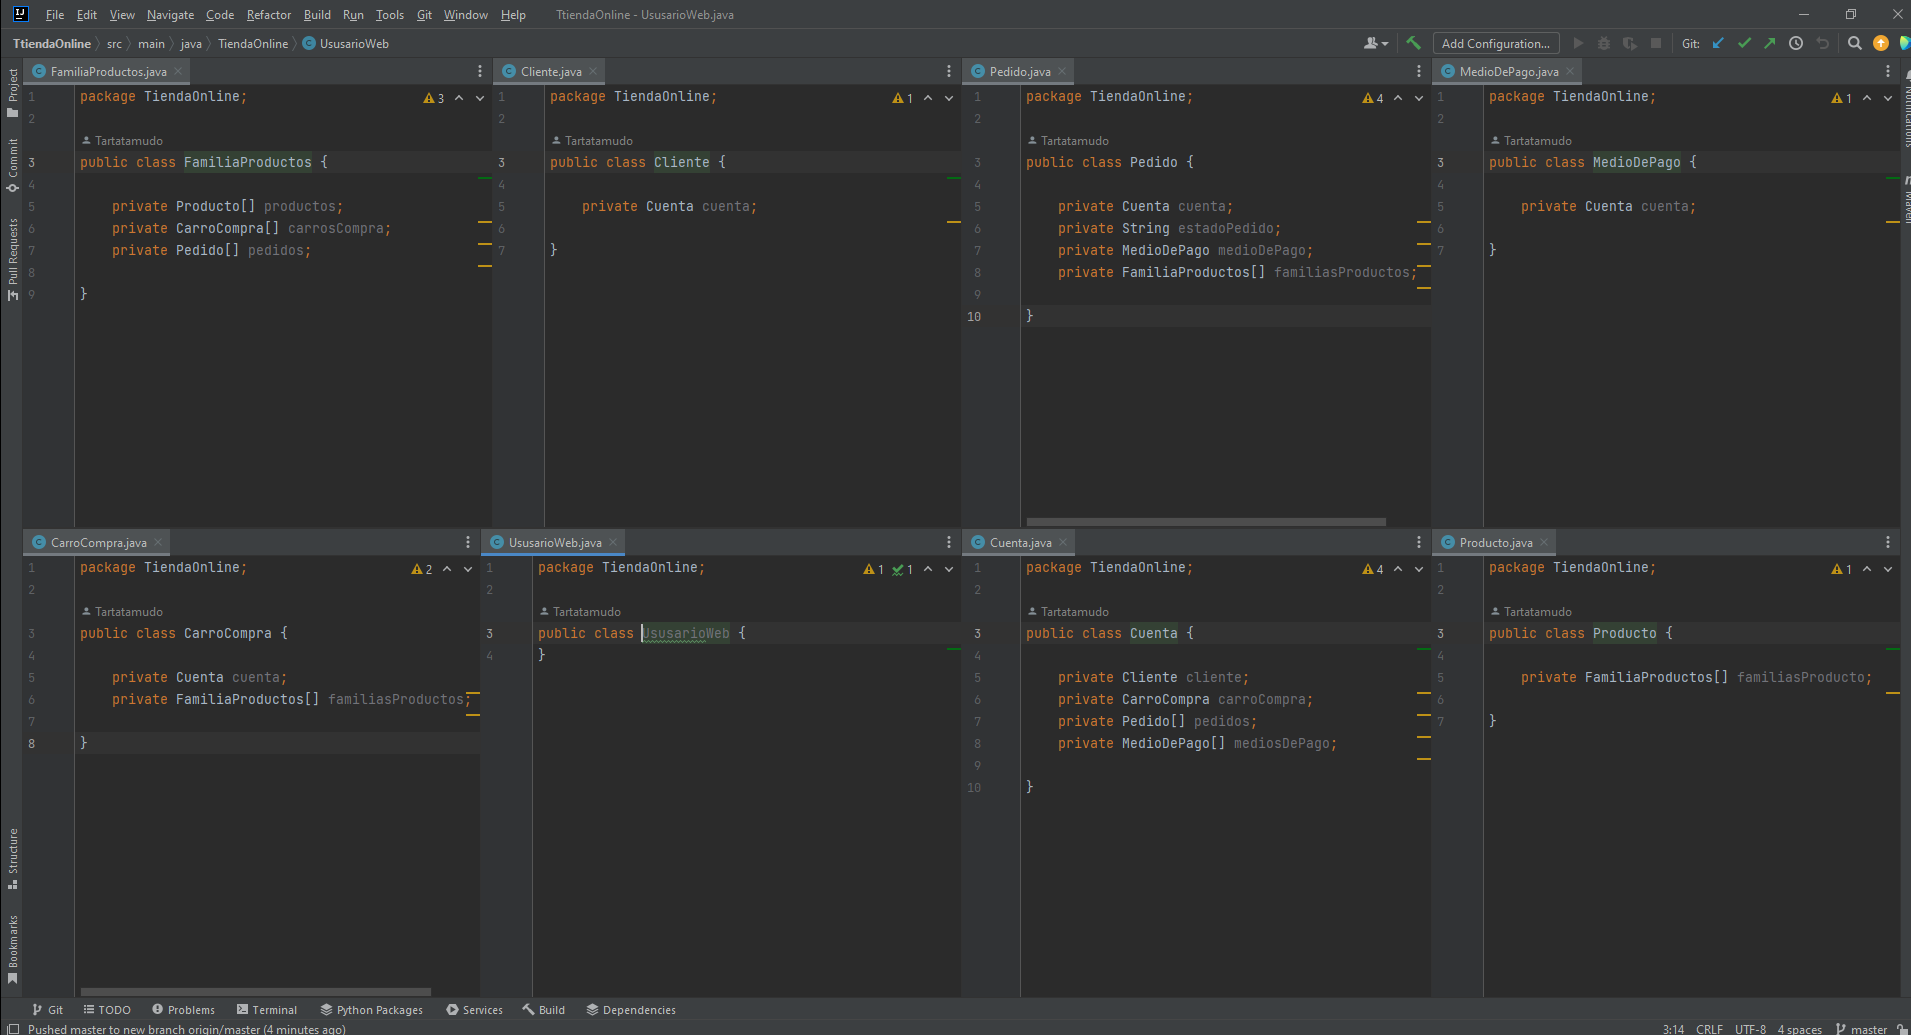 File Edit View Navigate Code Refactor Build Run Tools Git Window Help TtiendaOnline - UsusarioWeb.java
TtiendaOnline src main java TiendaOnline UsusarioWeb Add Configuration... Git:
Project
Commit
Pull Requests
Structure
Bookmarks
Notifications
Maven
FamiliaProductos.java
1 package TiendaOnline; 3
2
Tartatamudo
3 public class FamiliaProductos {
4
5 private Producto[] productos;
6 private CarroCompra[] carrosCompra;
7 private Pedido[] pedidos;
8
9 }
Cliente.java
1 package TiendaOnline; 1
2
Tartatamudo
3 public class Cliente {
4
5 private Cuenta cuenta;
6
7 }
Pedido.java
1 package TiendaOnline; 4
2
Tartatamudo
3 public class Pedido {
4
5 private Cuenta cuenta;
6 private String estadoPedido;
7 private MedioDePago medioDePago;
8 private FamiliaProductos[] familiasProductos;
9
10 }
MedioDePago.java
1 package TiendaOnline; 1
2
Tartatamudo
3 public class MedioDePago {
4
5 private Cuenta cuenta;
6
7 }
CarroCompra.java
1 package TiendaOnline; 2
2
Tartatamudo
3 public class CarroCompra {
4
5 private Cuenta cuenta;
6 private FamiliaProductos[] familiasProductos;
7
8 }
UsusarioWeb.java
1 package TiendaOnline; 1 1
2
Tartatamudo
3 public class UsusarioWeb {
4 }
Cuenta.java
1 package TiendaOnline; 4
2
Tartatamudo
3 public class Cuenta {
4
5 private Cliente cliente;
6 private CarroCompra carroCompra;
7 private Pedido[] pedidos;
8 private MedioDePago[] mediosDePago;
9
10 }
Producto.java
1 package TiendaOnline; 1
2
Tartatamudo
3 public class Producto {
4
5 private FamiliaProductos[] familiasProducto;
6
7 }
Git TODO Problems Terminal Python Packages Services Build Dependencies
Pushed master to new branch origin/master (4 minutes ago) 3:14 CRLF UTF-8 4 spaces master